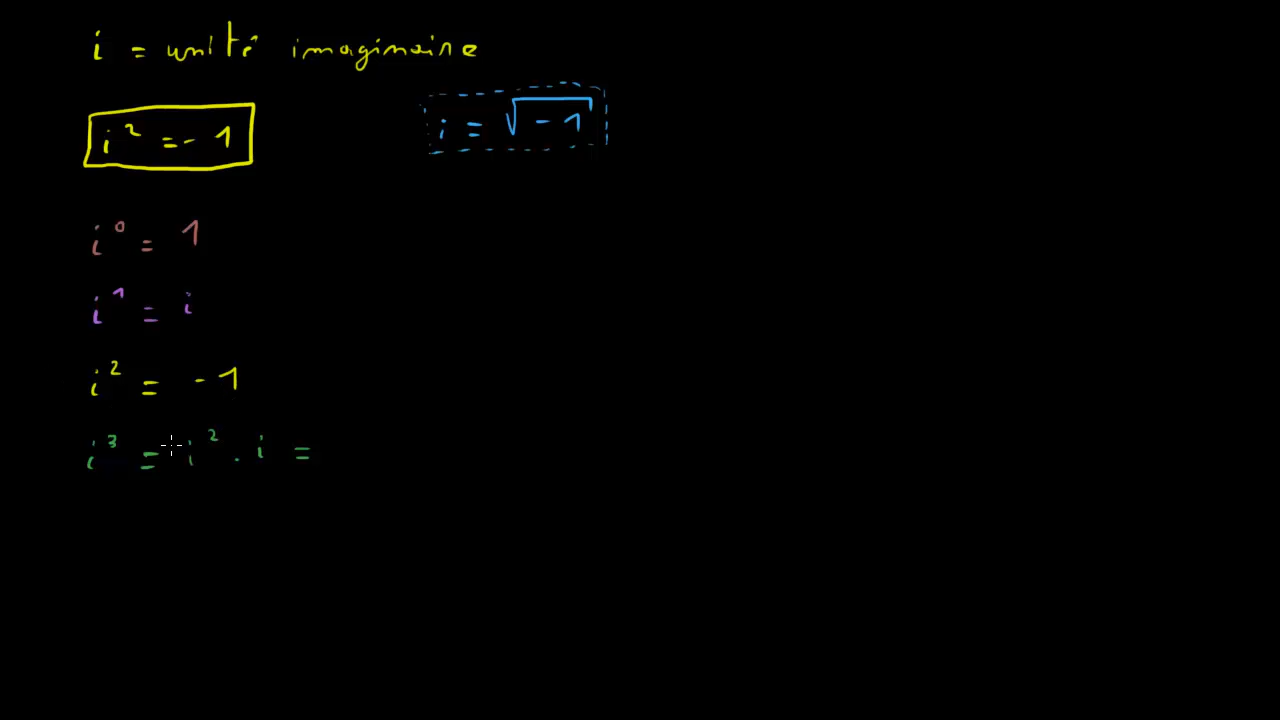 i = unité imaginaire
i² = -1
i = √-1
i⁰ = 1
i¹ = i
i² = -1
i³ = i² . i =